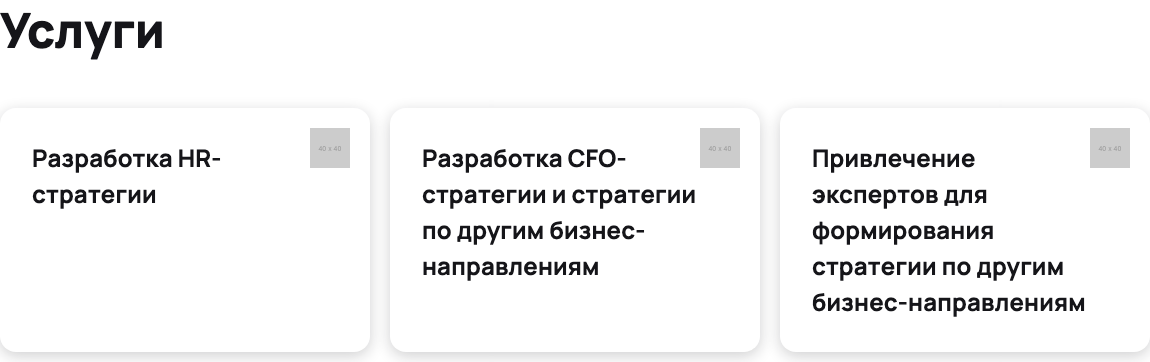 Услуги
Разработка HR-
стратегии
40 x 40
Разработка CFO-
стратегии и стратегии
по другим бизнес-
направлениям
40 x 40
Привлечение
экспертов для
формирования
стратегии по другим
бизнес-направлениям
40 x 40